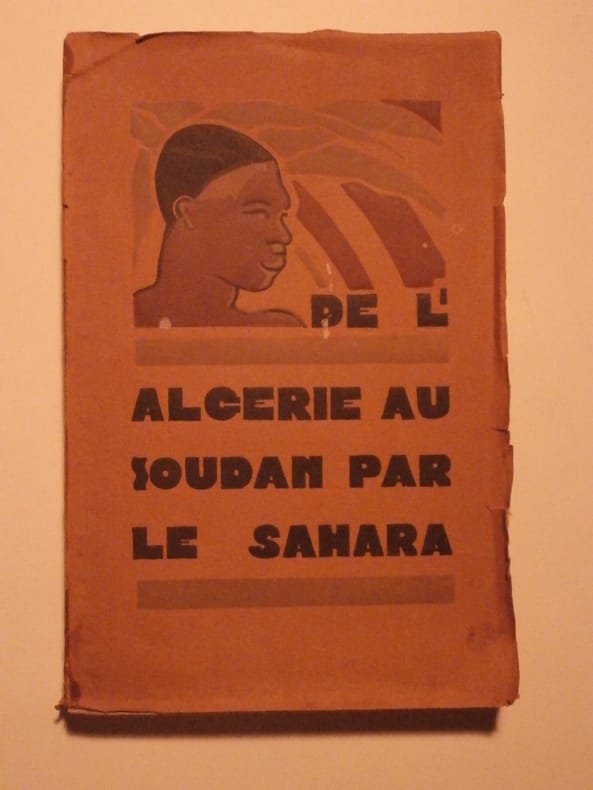 DE L'
ALGERIE AU
SOUDAN PAR
LE SAHARA